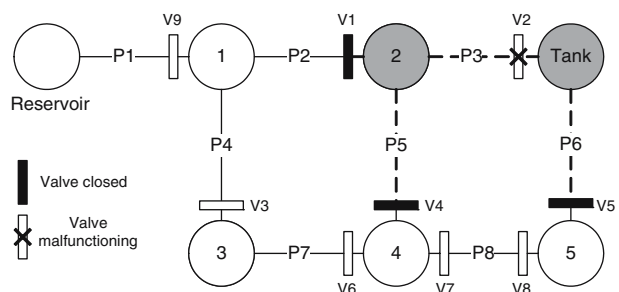 V9 V1 V2
P1 1 P2 2 P3 Tank
Reservoir
P4 P5 P6
Valve closed
V3 V4 V5
Valve
malfunctioning
3 P7 4 P8 5
V6 V7 V8